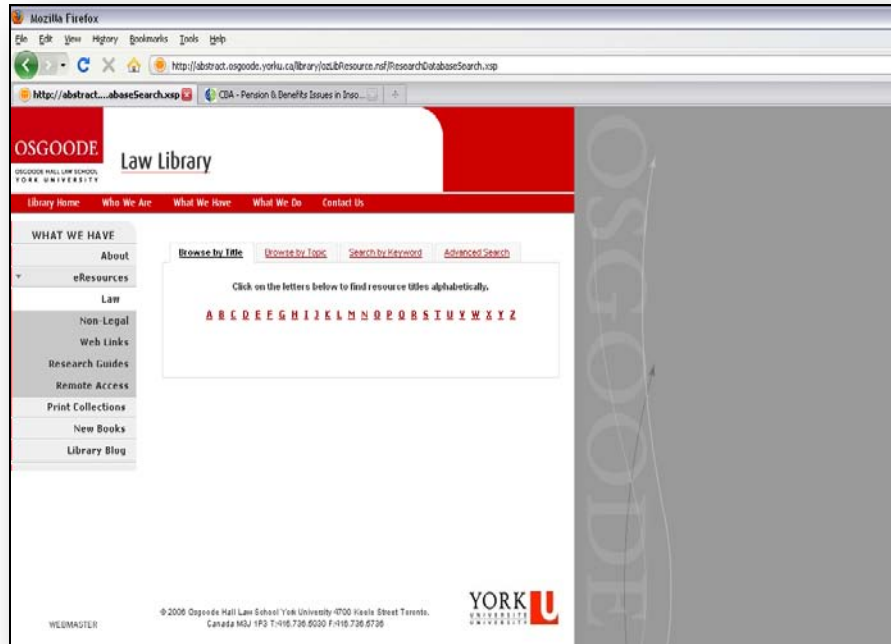 Mozilla Firefox
File Edit View History Bookmarks Tools Help
http://abstract.osgoode.yorku.ca/library/ozLibResource.nsf/ResearchDatabaseSearch.xsp
http://abstract....abaseSearch.xsp CBA - Pension & Benefits Issues in Inso...
OSGOODE
OSGOODE HALL LAW SCHOOL
YORK UNIVERSITY
Law Library
Library Home Who We Are What We Have What We Do Contact Us
WHAT WE HAVE
About
eResources
Law
Non-Legal
Web Links
Research Guides
Remote Access
Print Collections
New Books
Library Blog
Browse by Title Browse by Topic Search by Keyword Advanced Search
Click on the letters below to find resource titles alphabetically.
A B C D E F G H I J K L M N O P Q R S T U V W X Y Z
OSGOODE
WEBMASTER
© 2006 Osgoode Hall Law School York University 4700 Keele Street Toronto,
Canada M3J 1P3 T:416.736.5030 F:416.736.5736
YORK U
UNIVERSITÉ
UNIVERSITY